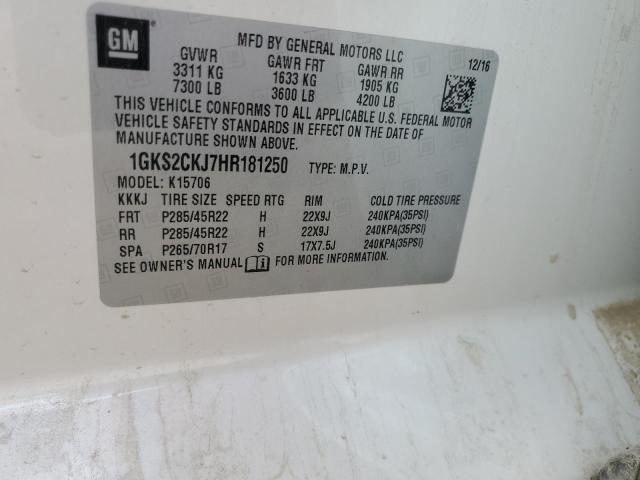 GM
MFD BY GENERAL MOTORS LLC
12/16
GVWR GAWR FRT GAWR RR
3311 KG 1633 KG 1905 KG
7300 LB 3600 LB 4200 LB
THIS VEHICLE CONFORMS TO ALL APPLICABLE U.S. FEDERAL MOTOR
VEHICLE SAFETY STANDARDS IN EFFECT ON THE DATE OF
MANUFACTURE SHOWN ABOVE.
1GKS2CKJ7HR181250 TYPE: M.P.V.
MODEL: K15706
KKKJ TIRE SIZE SPEED RTG RIM COLD TIRE PRESSURE
FRT P285/45R22 H 22X9J 240KPA(35PSI)
RR P285/45R22 H 22X9J 240KPA(35PSI)
SPA P265/70R17 S 17X7.5J 240KPA(35PSI)
SEE OWNER'S MANUAL FOR MORE INFORMATION.